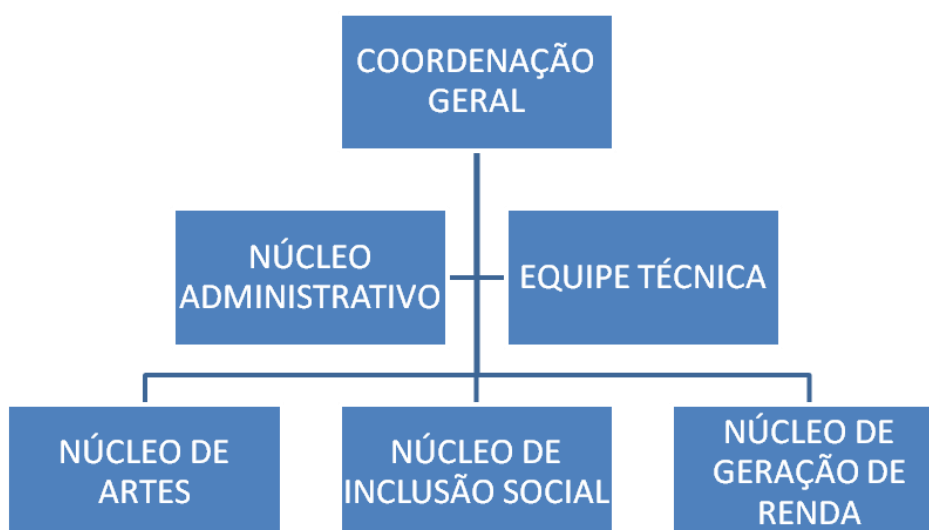 COORDENAÇÃO
GERAL
NÚCLEO
ADMINISTRATIVO
EQUIPE TÉCNICA
NÚCLEO DE
ARTES
NÚCLEO DE
INCLUSÃO SOCIAL
NÚCLEO DE
GERAÇÃO DE
RENDA